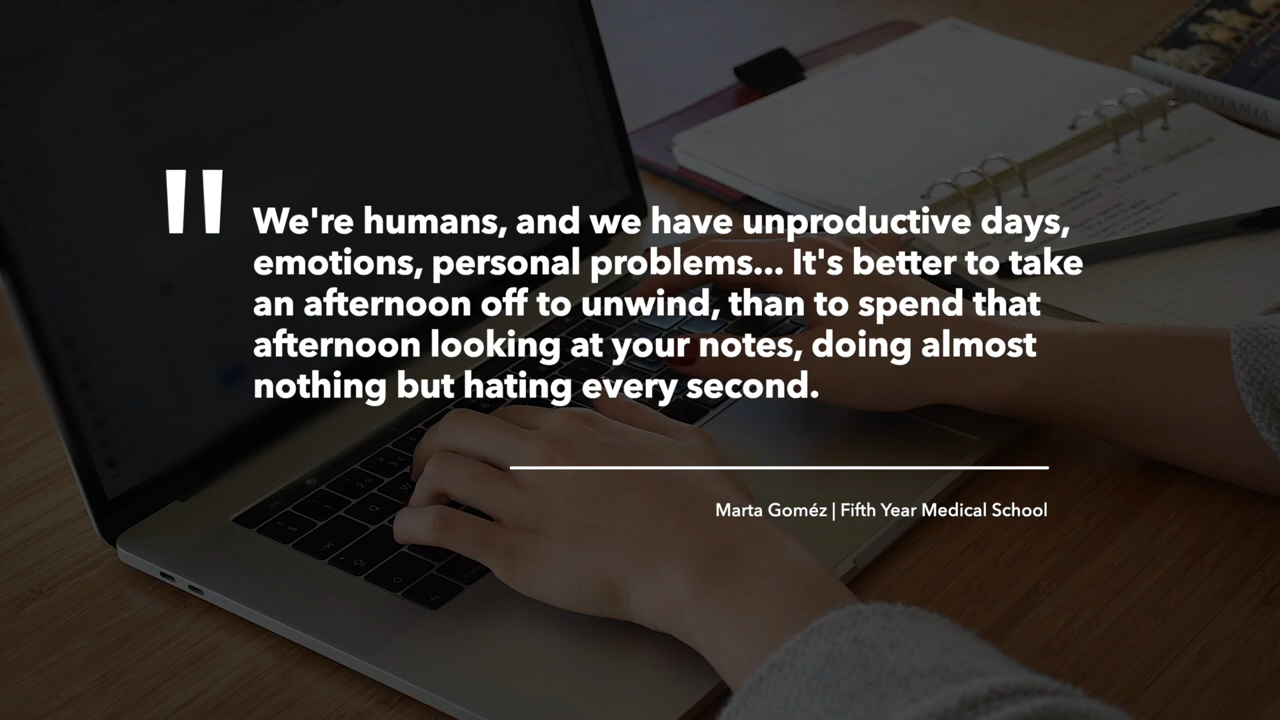 "
We're humans, and we have unproductive days,
emotions, personal problems... It's better to take
an afternoon off to unwind, than to spend that
afternoon looking at your notes, doing almost
nothing but hating every second.
Marta Goméz | Fifth Year Medical School